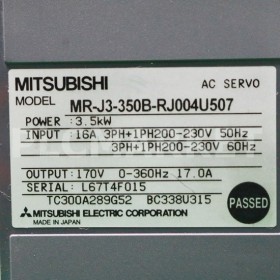 MITSUBISHI AC SERVO
MODEL MR-J3-350B-RJ004U507
POWER : 3.5kW
INPUT : 16A 3PH+1PH200-230V 50Hz
3PH+1PH200-230V 60Hz
OUTPUT: 170V 0-360Hz 17.0A
SERIAL: L67T4F015
TC300A289G52 BC338U315
MITSUBISHI ELECTRIC CORPORATION
MADE IN JAPAN
PASSED